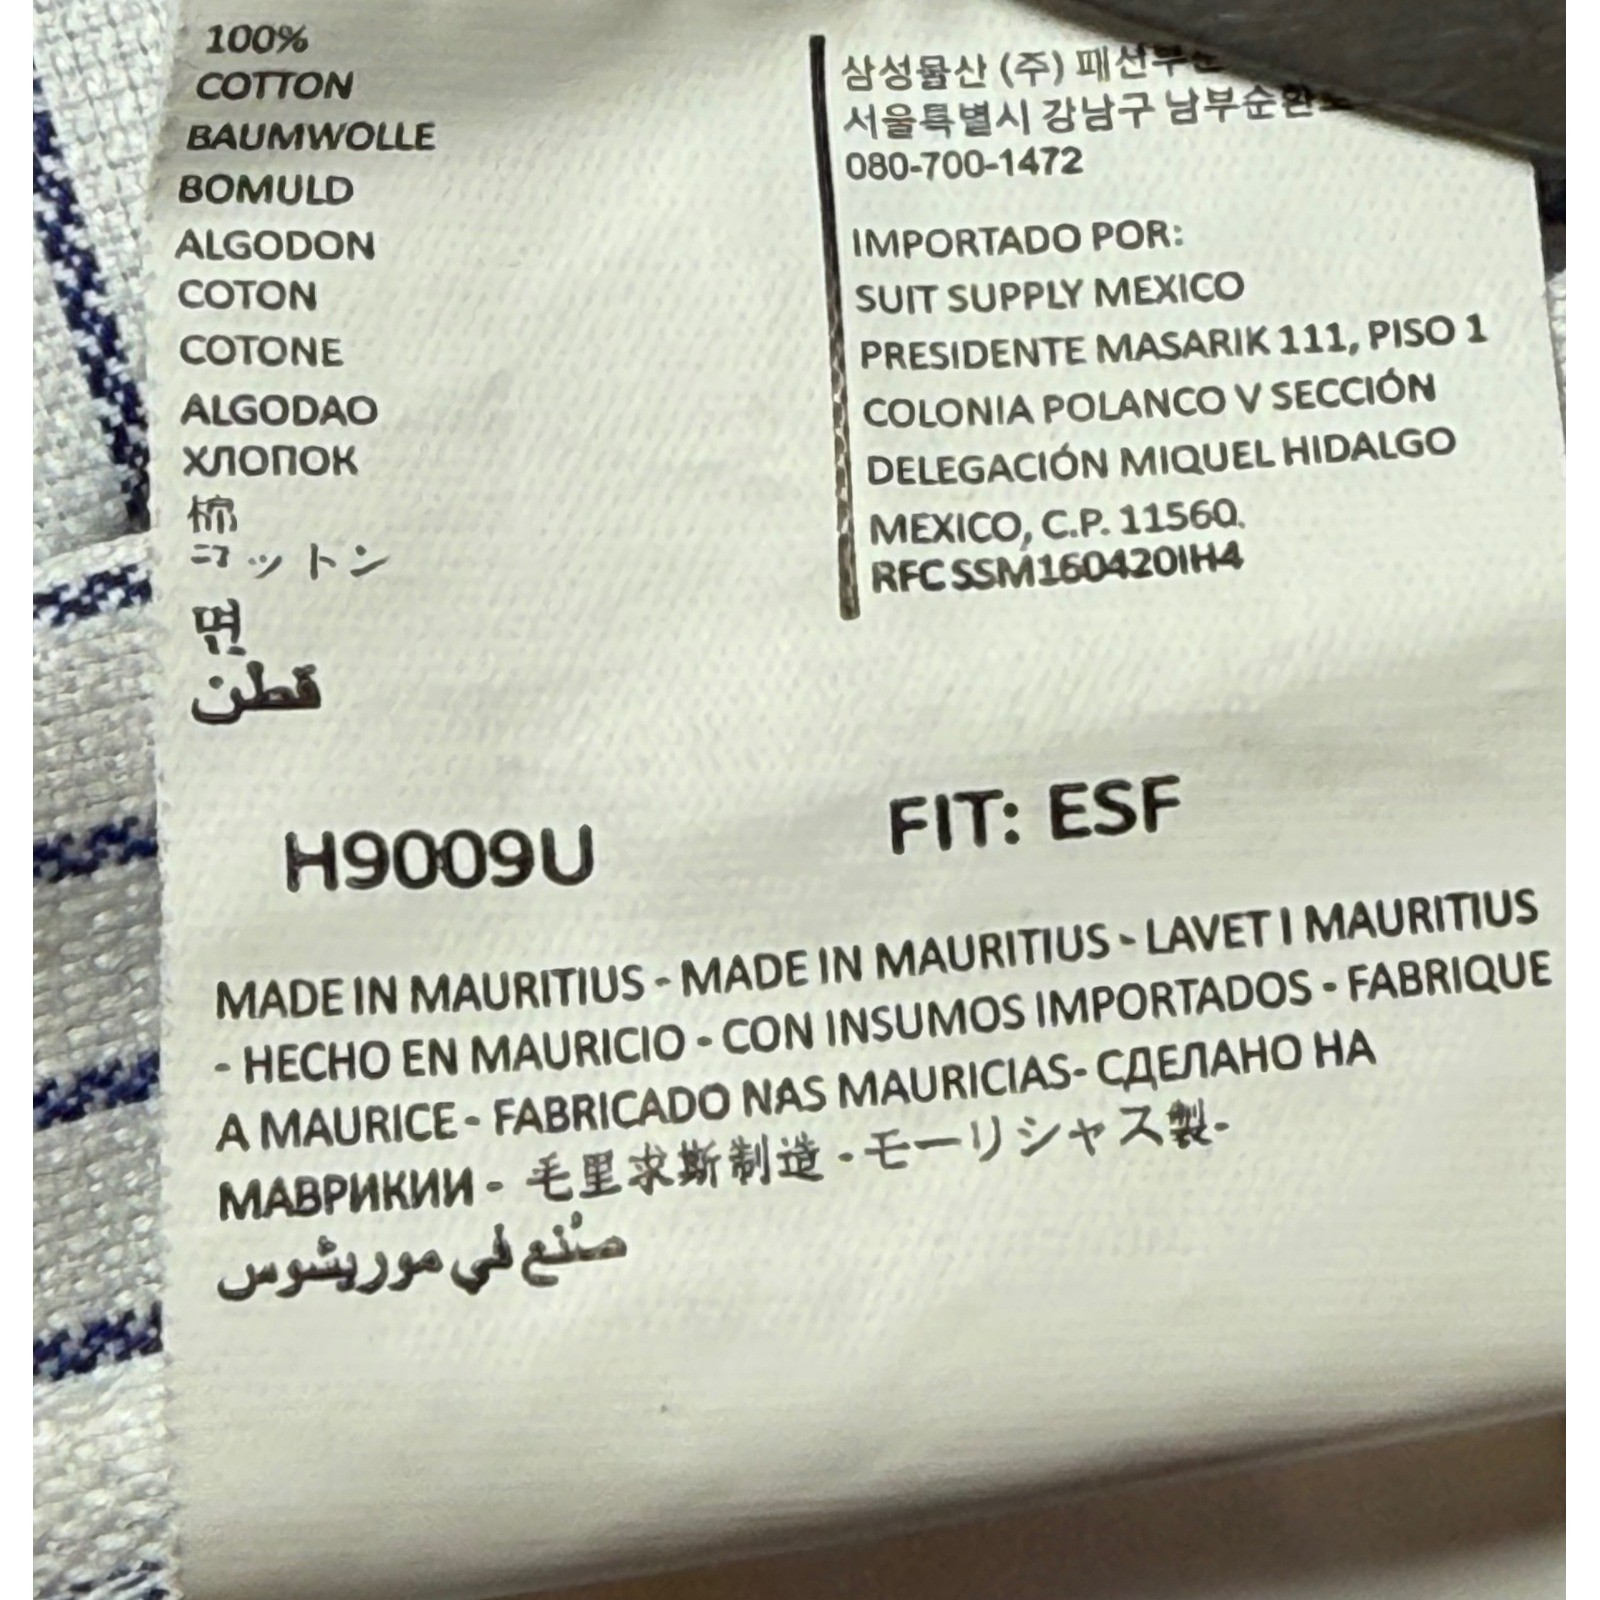 100%
COTTON
BAUMWOLLE
BOMULD
ALGODON
COTON
COTONE
ALGODAO
ХЛОПОК
棉
コットン
면
قطن
삼성물산 (주) 패션부문
서울특별시 강남구 남부순환로
080-700-1472
IMPORTADO POR:
SUIT SUPPLY MEXICO
PRESIDENTE MASARIK 111, PISO 1
COLONIA POLANCO V SECCIÓN
DELEGACIÓN MIQUEL HIDALGO
MEXICO, C.P. 11560.
RFC SSM160420IH4
H9009U
FIT: ESF
MADE IN MAURITIUS - MADE IN MAURITIUS - LAVET I MAURITIUS
- HECHO EN MAURICIO - CON INSUMOS IMPORTADOS - FABRIQUE
A MAURICE - FABRICADO NAS MAURICIAS- СДЕЛАНО НА
МАВРИКИИ - 毛里求斯制造 - モーリシャス製-
صُنع في موريشوس